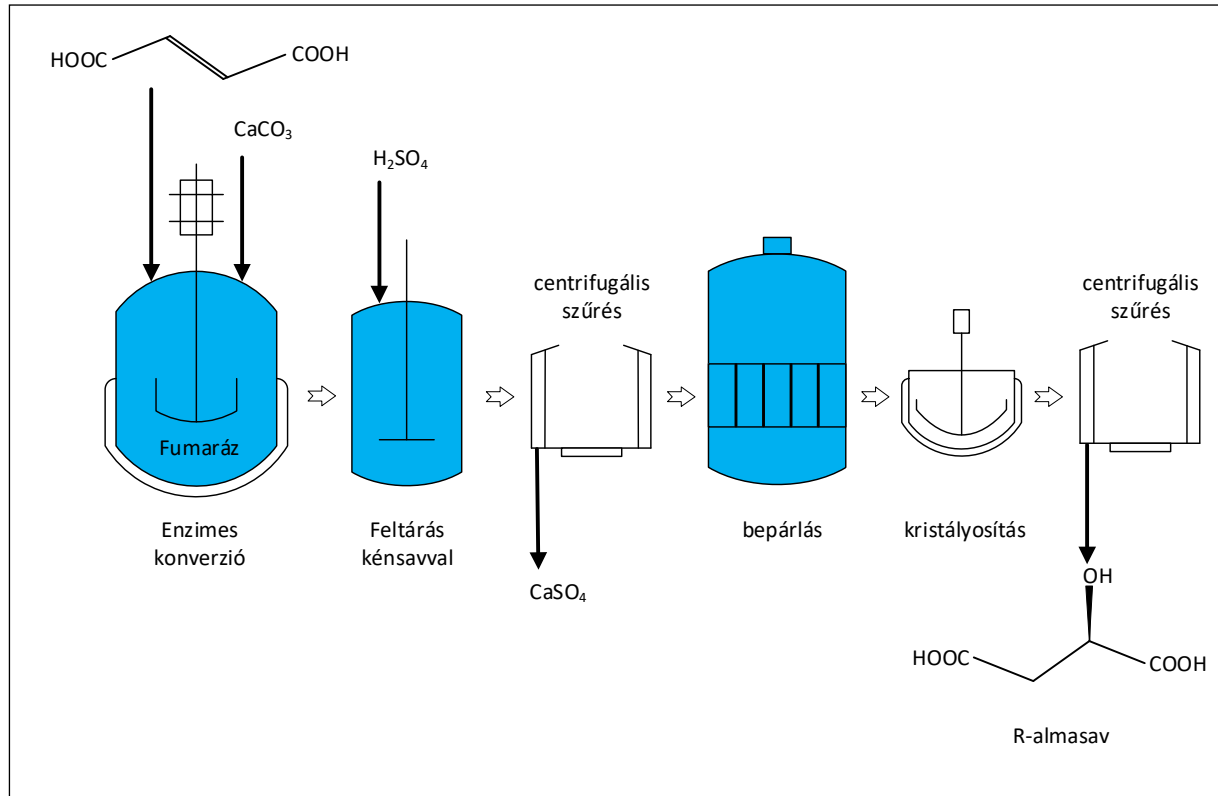 HOOC
COOH
CaCO₃
H₂SO₄
Fumaráz
Enzimes
konverzió
Feltárás
kénsavval
centrifugális
szűrés
CaSO₄
bepárlás
kristályosítás
centrifugális
szűrés
OH
HOOC
COOH
R-almasav